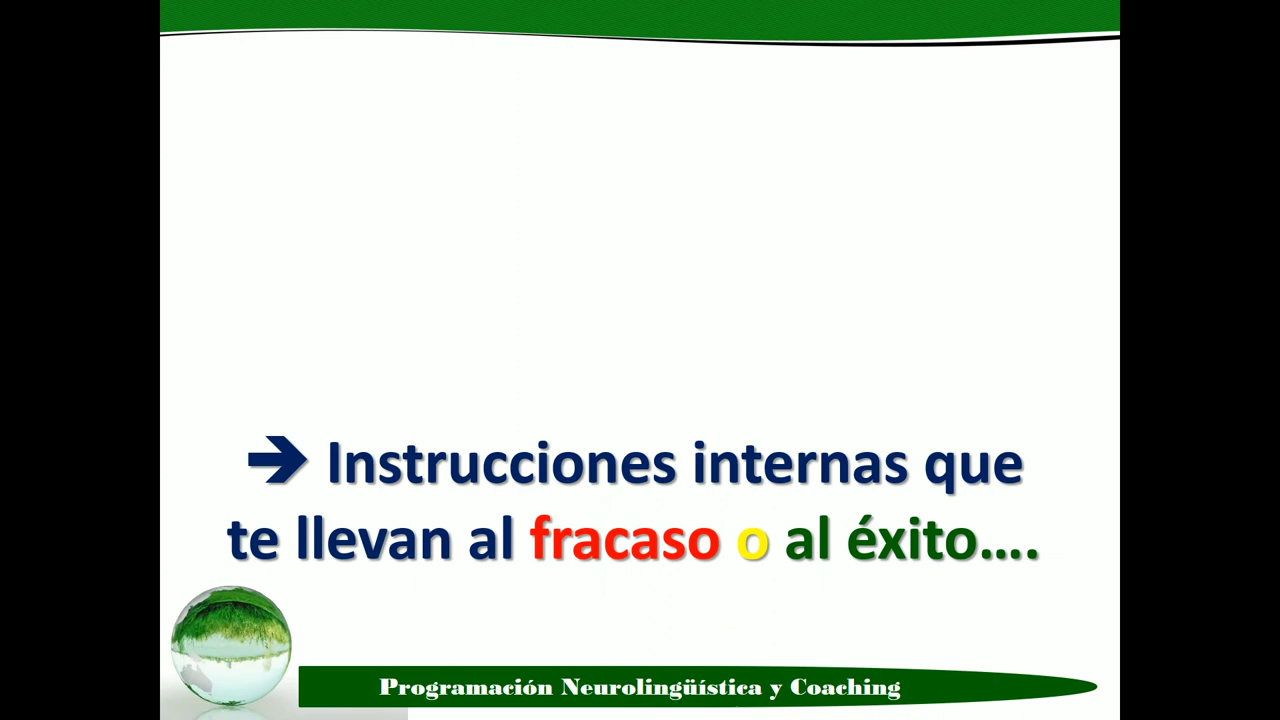 ➔ Instrucciones internas que
te llevan al fracaso o al éxito....
Programación Neurolingüística y Coaching